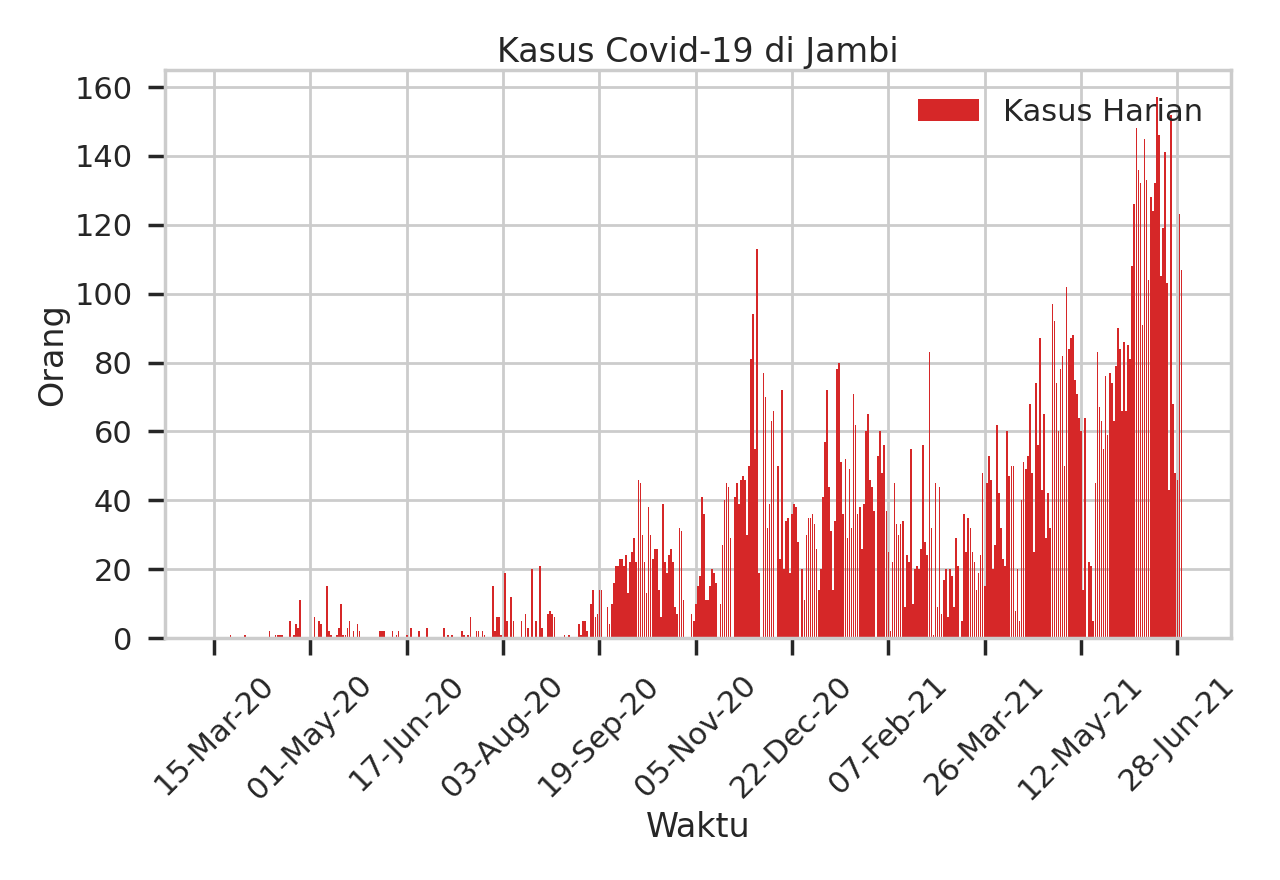 Kasus Covid-19 di Jambi
Kasus Harian
160
140
120
100
80
60
40
20
0
Orang
15-Mar-20
01-May-20
17-Jun-20
03-Aug-20
19-Sep-20
05-Nov-20
22-Dec-20
07-Feb-21
26-Mar-21
12-May-21
28-Jun-21
Waktu